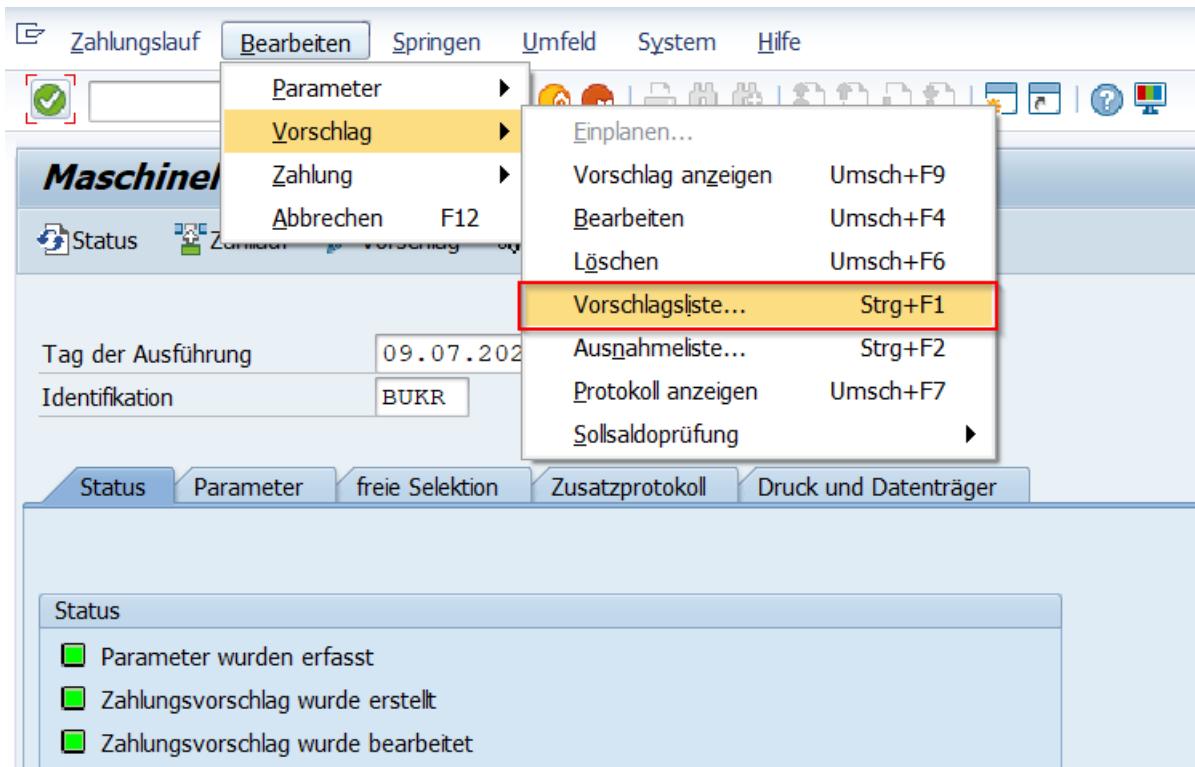 Zahlungslauf Bearbeiten Springen Umfeld System Hilfe
Parameter
Vorschlag
Zahlung
Abbrechen F12
Einplanen...
Vorschlag anzeigen Umsch+F9
Bearbeiten Umsch+F4
Löschen Umsch+F6
Vorschlagsliste... Strg+F1
Ausnahmeliste... Strg+F2
Protokoll anzeigen Umsch+F7
Sollsaldoprüfung
Maschinel
Status
Tag der Ausführung 09.07.202
Identifikation BUKR
Status Parameter freie Selektion Zusatzprotokoll Druck und Datenträger
Status
Parameter wurden erfasst
Zahlungsvorschlag wurde erstellt
Zahlungsvorschlag wurde bearbeitet